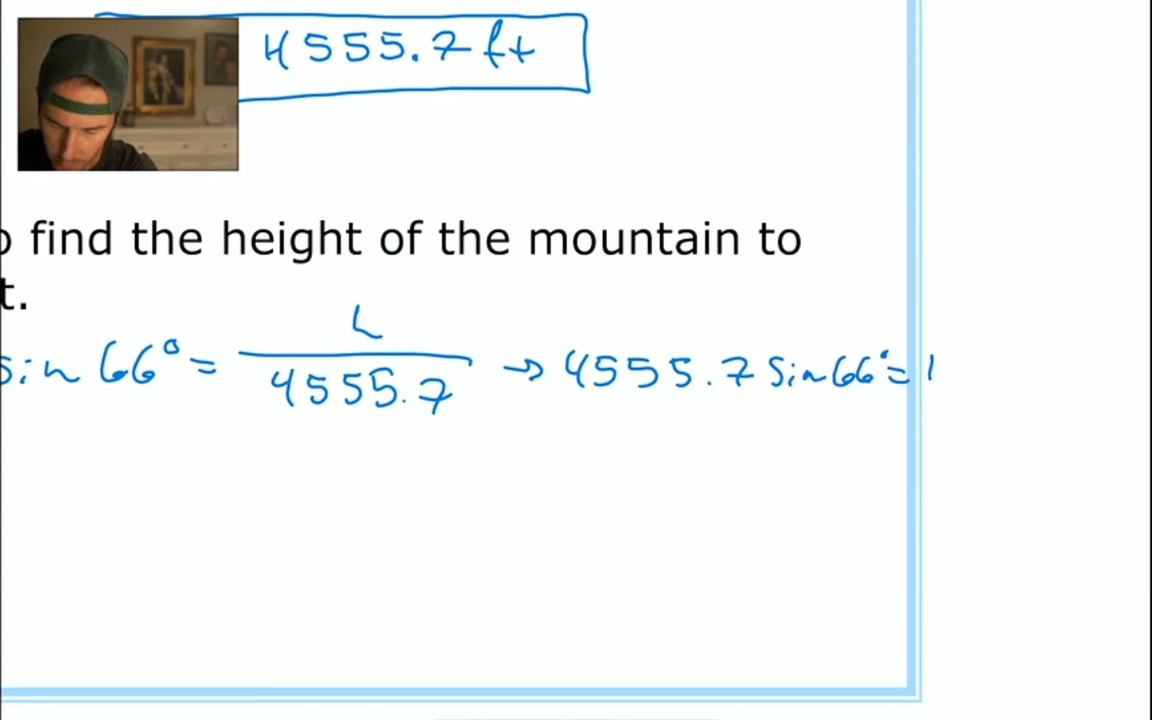 4555.7 ft
find the height of the mountain to
t.
sin 66° = h / 4555.7 → 4555.7 sin 66° =